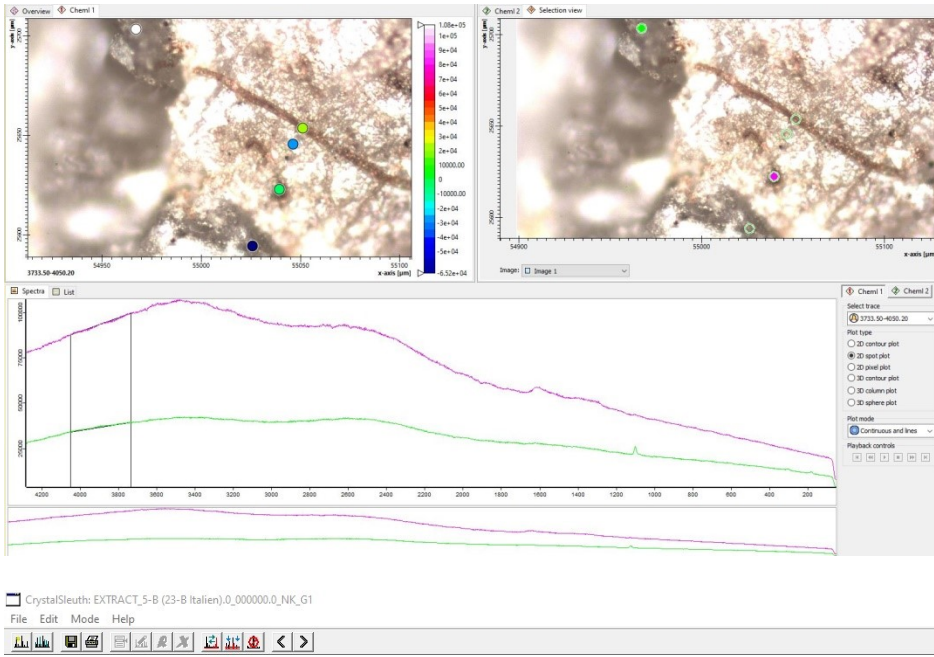 Overview ChemI 1
y-axis [µm]
25700
25650
25600
1.08e+05
1e+05
9e+04
8e+04
7e+04
6e+04
5e+04
4e+04
3e+04
2e+04
10000.00
0
-10000.00
-2e+04
-3e+04
-4e+04
-5e+04
-6.52e+04
54950 55000 55050 55100
3733.50-4050.20 x-axis [µm]
ChemI 2 Selection view
y-axis [µm]
25700
25650
25600
54900 55000 55100
x-axis [µm]
Image: Image 1
Spectra List
100000
75000
50000
25000
4200 4000 3800 3600 3400 3200 3000 2800 2600 2400 2200 2000 1800 1600 1400 1200 1000 800 600 400 200
ChemI 1 ChemI 2
Select trace
3733.50-4050.20
Plot type
2D contour plot
2D spot plot
2D pixel plot
3D contour plot
3D column plot
3D sphere plot
Plot mode
Continuous and lines
Playback controls
CrystalSleuth: EXTRACT_5-B (23-B Italien).0_000000.0_NK_G1
File Edit Mode Help